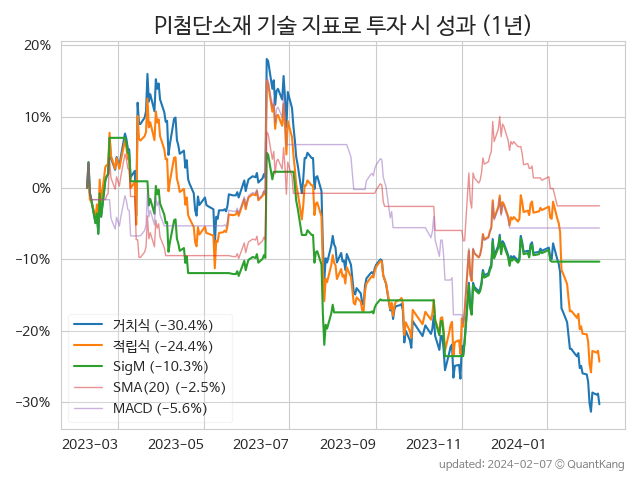 PI첨단소재 기술 지표로 투자 시 성과 (1년)
20%
10%
0%
−10%
−20%
−30%
거치식 (−30.4%)
적립식 (−24.4%)
SigM (−10.3%)
SMA(20) (−2.5%)
MACD (−5.6%)
2023-03
2023-05
2023-07
2023-09
2023-11
2024-01
updated: 2024-02-07 © QuantKang